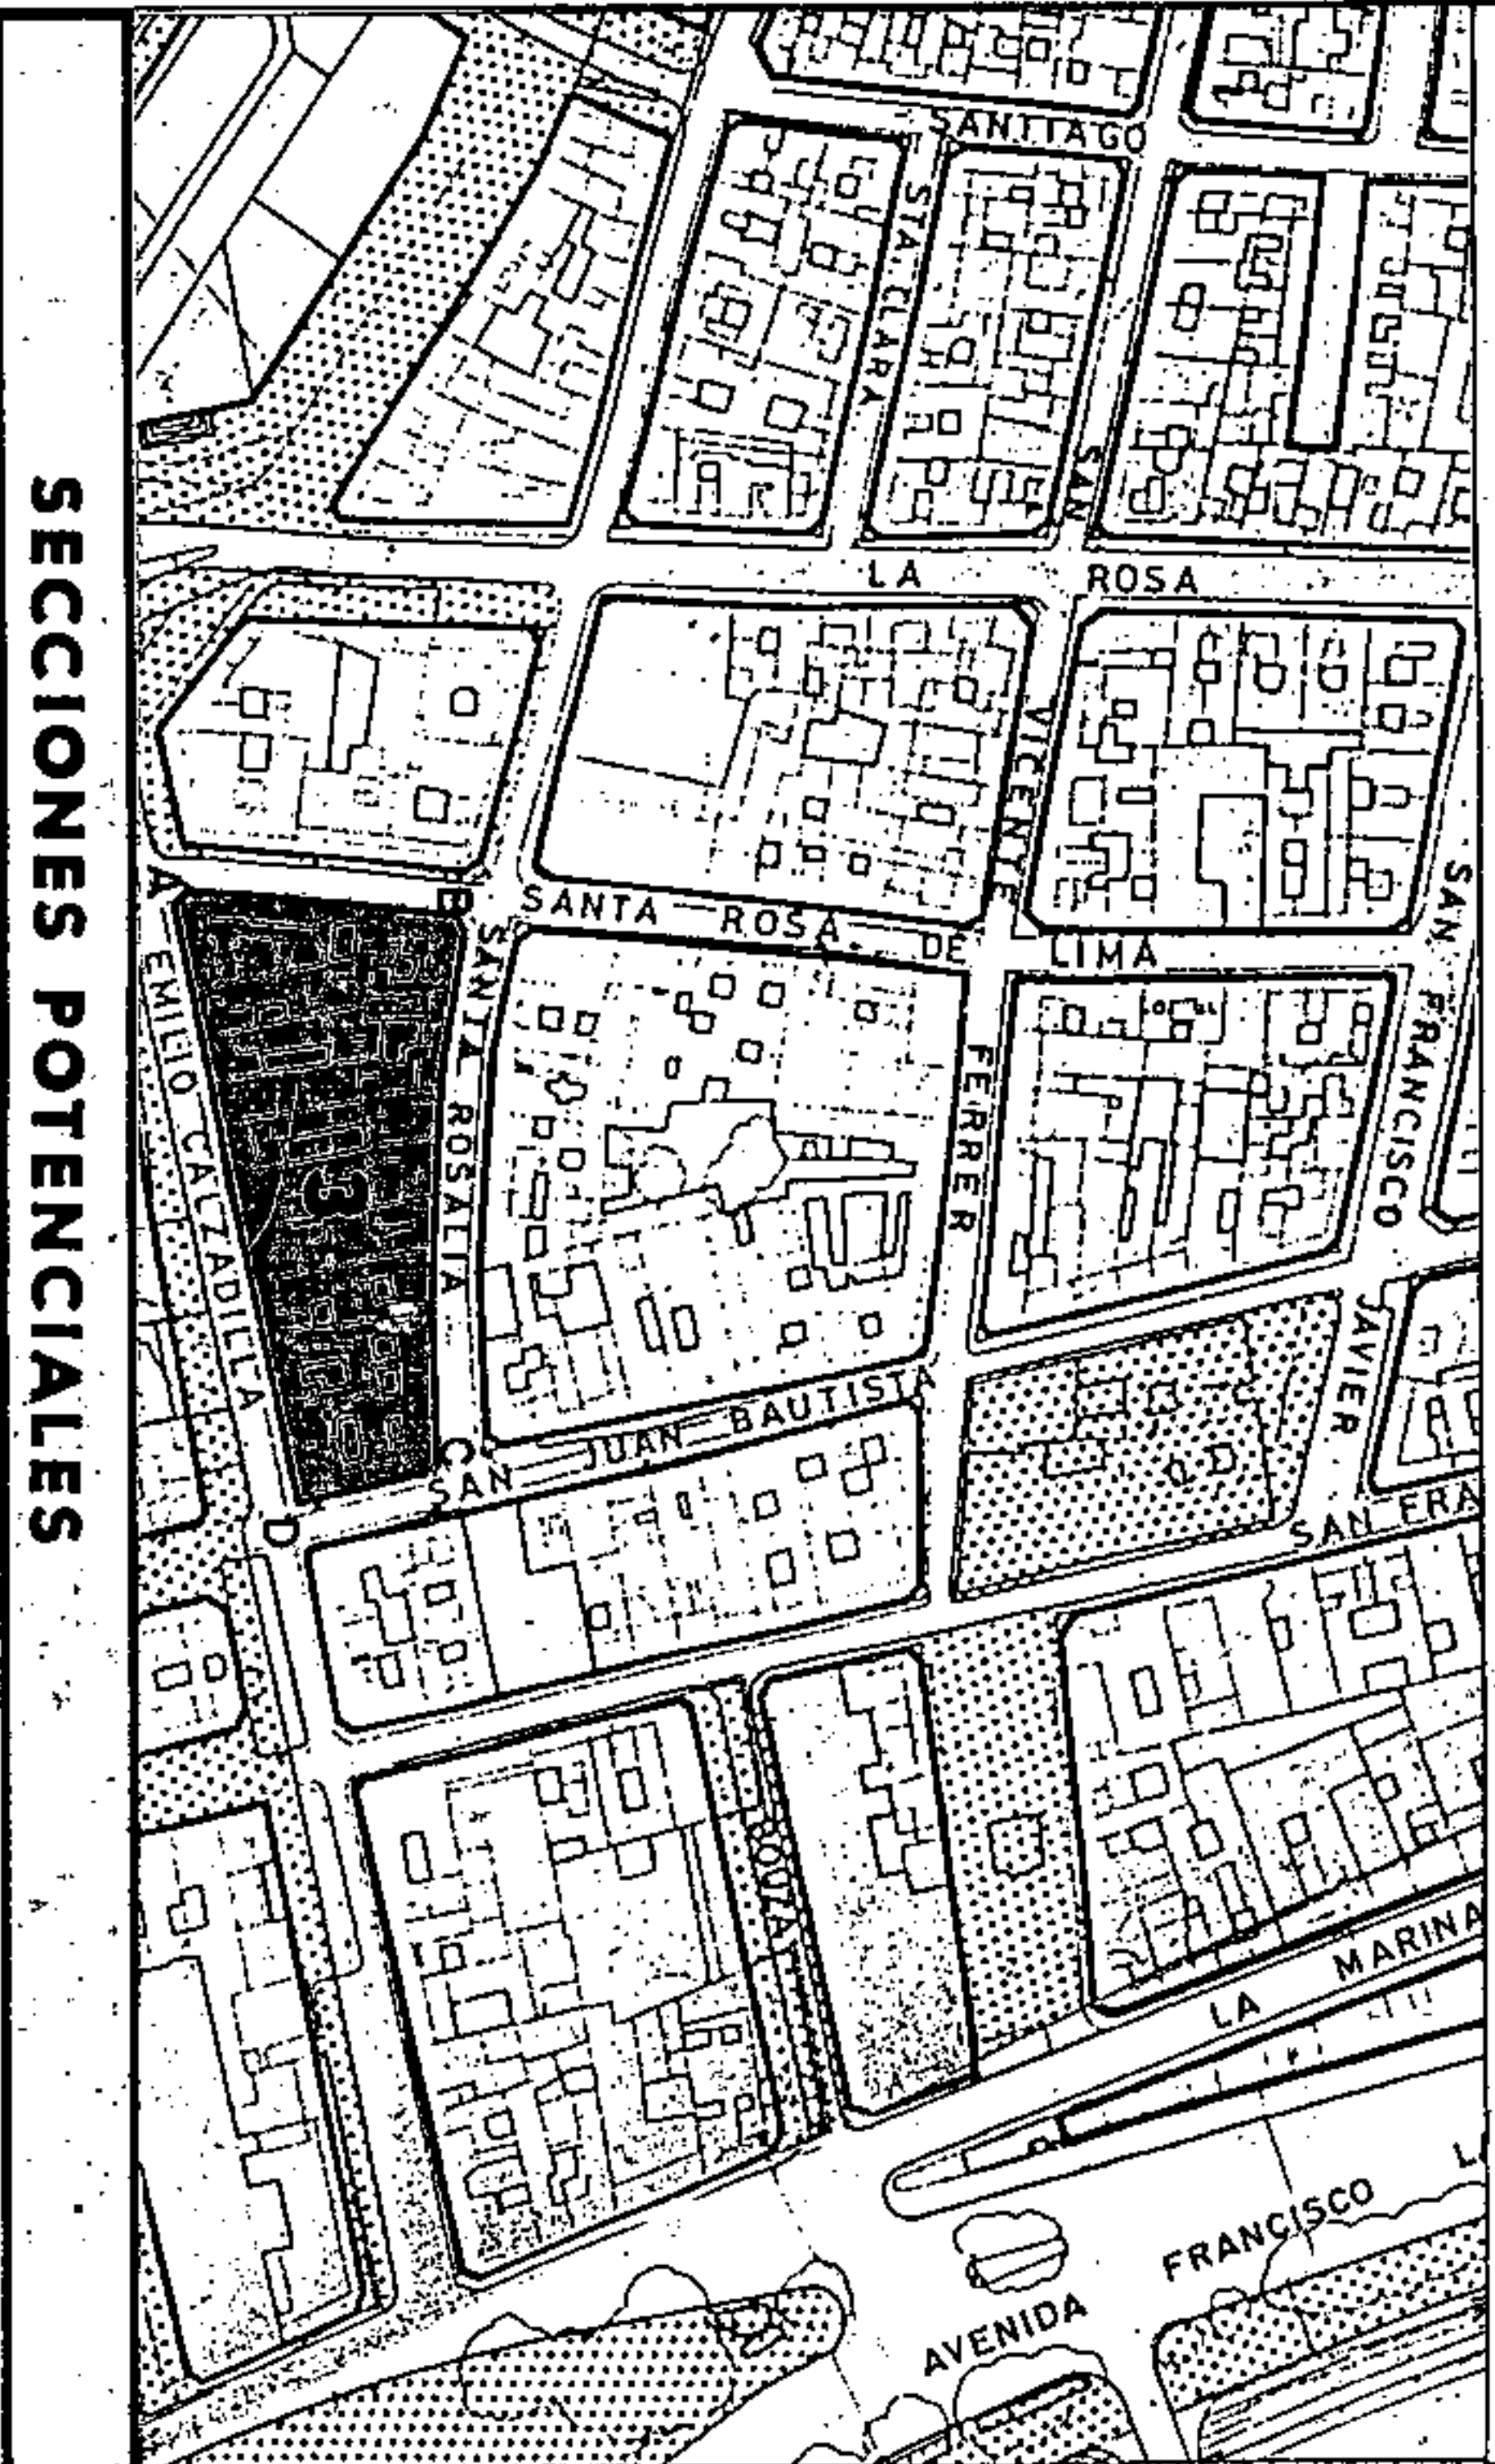 SECCIONES POTENCIALES
SANTIAGO
STA CLARA
SAN VICENTE FERRER
LA ROSA
SANTA ROSA DE LIMA
SAN FRANCISCO JAVIER
A
B
C
D
3
EMILIO CALZADILLA
SANTA ROSALIA
SAN JUAN BAUTISTA
SAN FRA
BOUZA
LA MARINA
FRANCISCO
AVENIDA